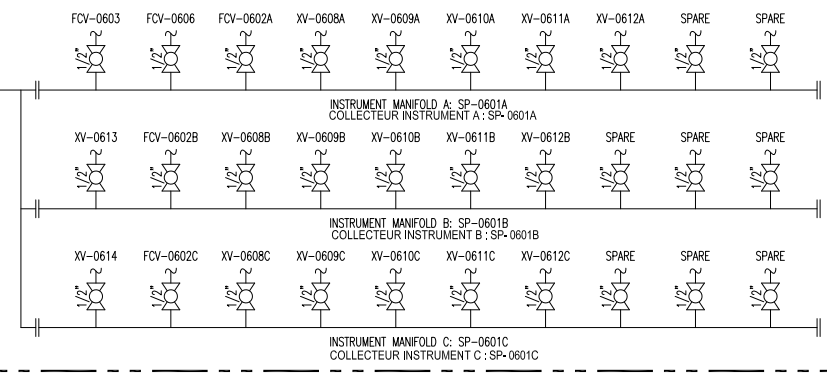 FCV-0603 FCV-0606 FCV-0602A XV-0608A XV-0609A XV-0610A XV-0611A XV-0612A SPARE SPARE
1/2" 1/2" 1/2" 1/2" 1/2" 1/2" 1/2" 1/2" 1/2" 1/2"
INSTRUMENT MANIFOLD A: SP-0601A
COLLECTEUR INSTRUMENT A : SP-0601A
XV-0613 FCV-0602B XV-0608B XV-0609B XV-0610B XV-0611B XV-0612B SPARE SPARE SPARE
1/2" 1/2" 1/2" 1/2" 1/2" 1/2" 1/2" 1/2" 1/2" 1/2"
INSTRUMENT MANIFOLD B: SP-0601B
COLLECTEUR INSTRUMENT B : SP-0601B
XV-0614 FCV-0602C XV-0608C XV-0609C XV-0610C XV-0611C XV-0612C SPARE SPARE SPARE
1/2" 1/2" 1/2" 1/2" 1/2" 1/2" 1/2" 1/2" 1/2" 1/2"
INSTRUMENT MANIFOLD C: SP-0601C
COLLECTEUR INSTRUMENT C : SP-0601C